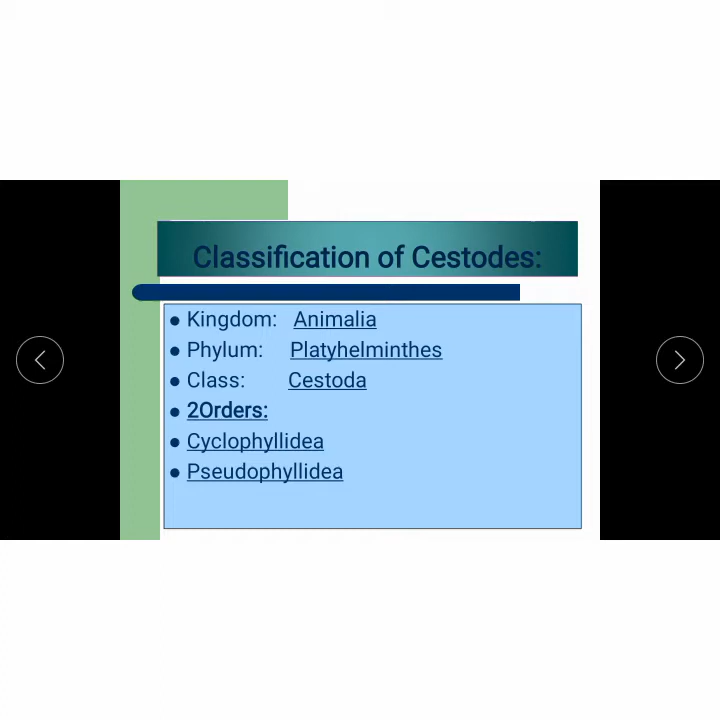 Classification of Cestodes:
● Kingdom: Animalia
● Phylum: Platyhelminthes
● Class: Cestoda
● 2Orders:
● Cyclophyllidea
● Pseudophyllidea